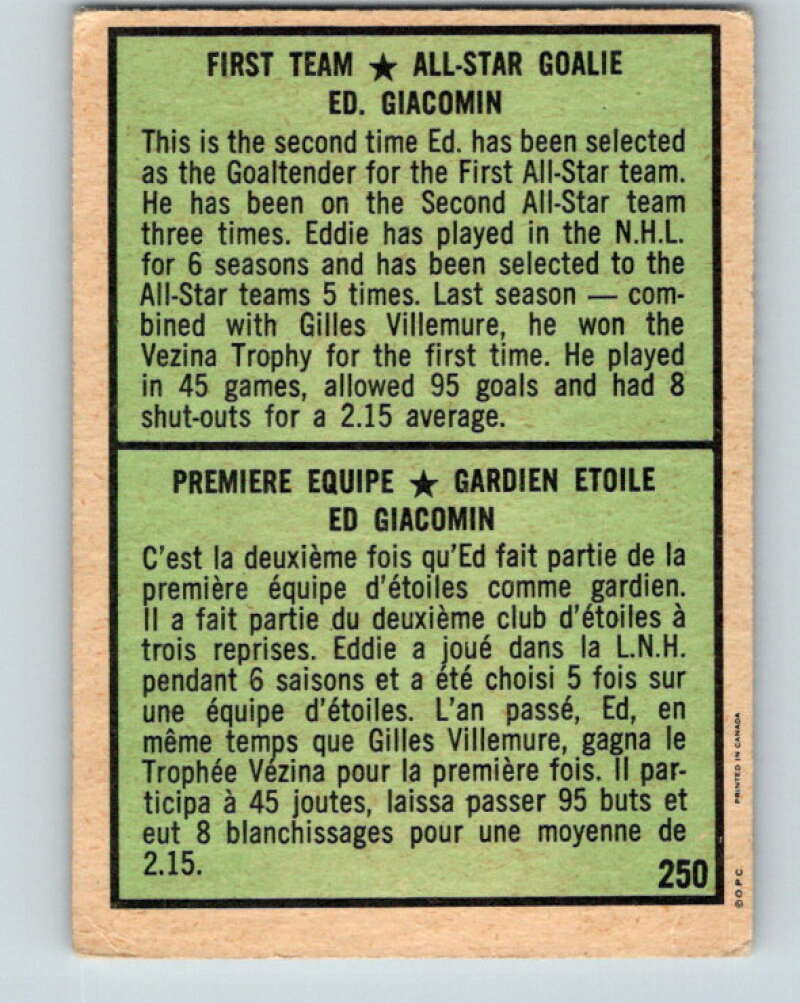 FIRST TEAM ★ ALL-STAR GOALIE
ED. GIACOMIN
This is the second time Ed. has been selected
as the Goaltender for the First All-Star team.
He has been on the Second All-Star team
three times. Eddie has played in the N.H.L.
for 6 seasons and has been selected to the
All-Star teams 5 times. Last season — com-
bined with Gilles Villemure, he won the
Vezina Trophy for the first time. He played
in 45 games, allowed 95 goals and had 8
shut-outs for a 2.15 average.
PREMIERE EQUIPE ★ GARDIEN ETOILE
ED GIACOMIN
C'est la deuxième fois qu'Ed fait partie de la
première équipe d'étoiles comme gardien.
Il a fait partie du deuxième club d'étoiles à
trois reprises. Eddie a joué dans la L.N.H.
pendant 6 saisons et a été choisi 5 fois sur
une équipe d'étoiles. L'an passé, Ed, en
même temps que Gilles Villemure, gagna le
Trophée Vézina pour la première fois. Il par-
ticipa à 45 joutes, laissa passer 95 buts et
eut 8 blanchissages pour une moyenne de
2.15.
250
©O.P.C. PRINTED IN CANADA